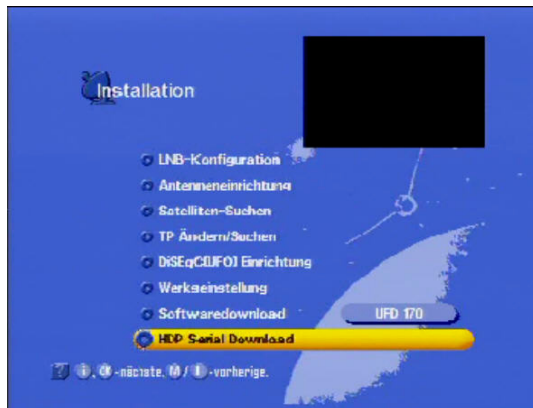 Installation
LNB-Konfiguration
Antenneneinrichtung
Satelliten-Suchen
TP Ändern/Suchen
DiSEqC(UFO) Einrichtung
Werkseinstellung
Softwaredownload UFD 170
HDP Serial Download
-nächste, -vorherige.